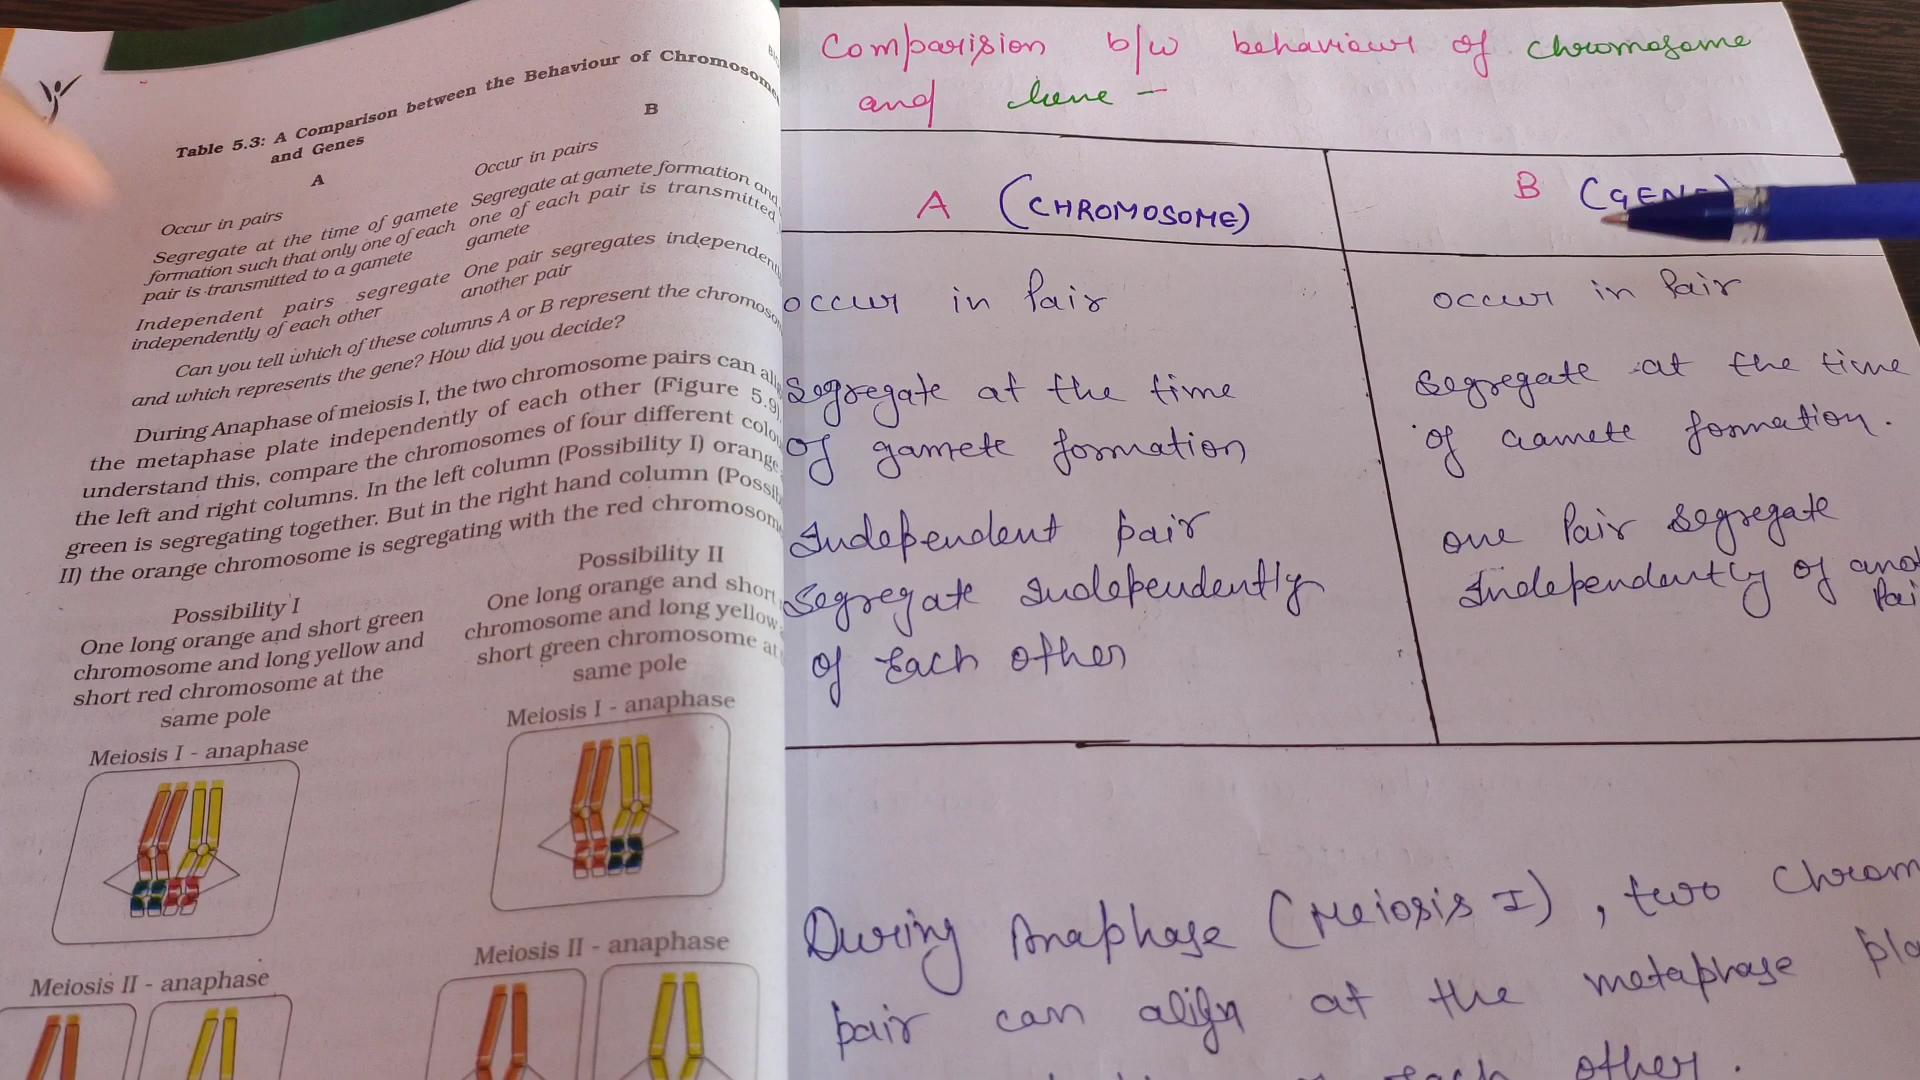 Table 5.3: A Comparison between the Behaviour of Chromosome
and Genes
A
B
Occur in pairs
Occur in pairs
Segregate at the time of gamete
formation such that only one of each
pair is transmitted to a gamete
Segregate at gamete formation and
one of each pair is transmitted
gamete
Independent pairs segregate
independently of each other
One pair segregates independent
another pair
Can you tell which of these columns A or B represent the chromoso
and which represents the gene? How did you decide?
During Anaphase of meiosis I, the two chromosome pairs can ali
the metaphase plate independently of each other (Figure 5.9)
understand this, compare the chromosomes of four different colo
the left and right columns. In the left column (Possibility I) orange
green is segregating together. But in the right hand column (Possib
II) the orange chromosome is segregating with the red chromosom
Possibility I
One long orange and short green
chromosome and long yellow and
short red chromosome at the
same pole
Meiosis I - anaphase
Meiosis II - anaphase
Possibility II
One long orange and short
chromosome and long yellow
short green chromosome at
same pole
Meiosis I - anaphase
Meiosis II - anaphase
Comparision b/w behaviour of chromosome
and Gene -
A (CHROMOSOME)
B (GENE)
occur in Pair
occur in Pair
Segregate at the time
of gamete formation
Segregate at the time
of Gamete formation.
Independent pair
Segregate Independently
of Each other
one Pair segregate
Independently of ano
Pai
During Anaphase (Meiosis I), two Chrom
pair can align at the metaphase pla
each other.